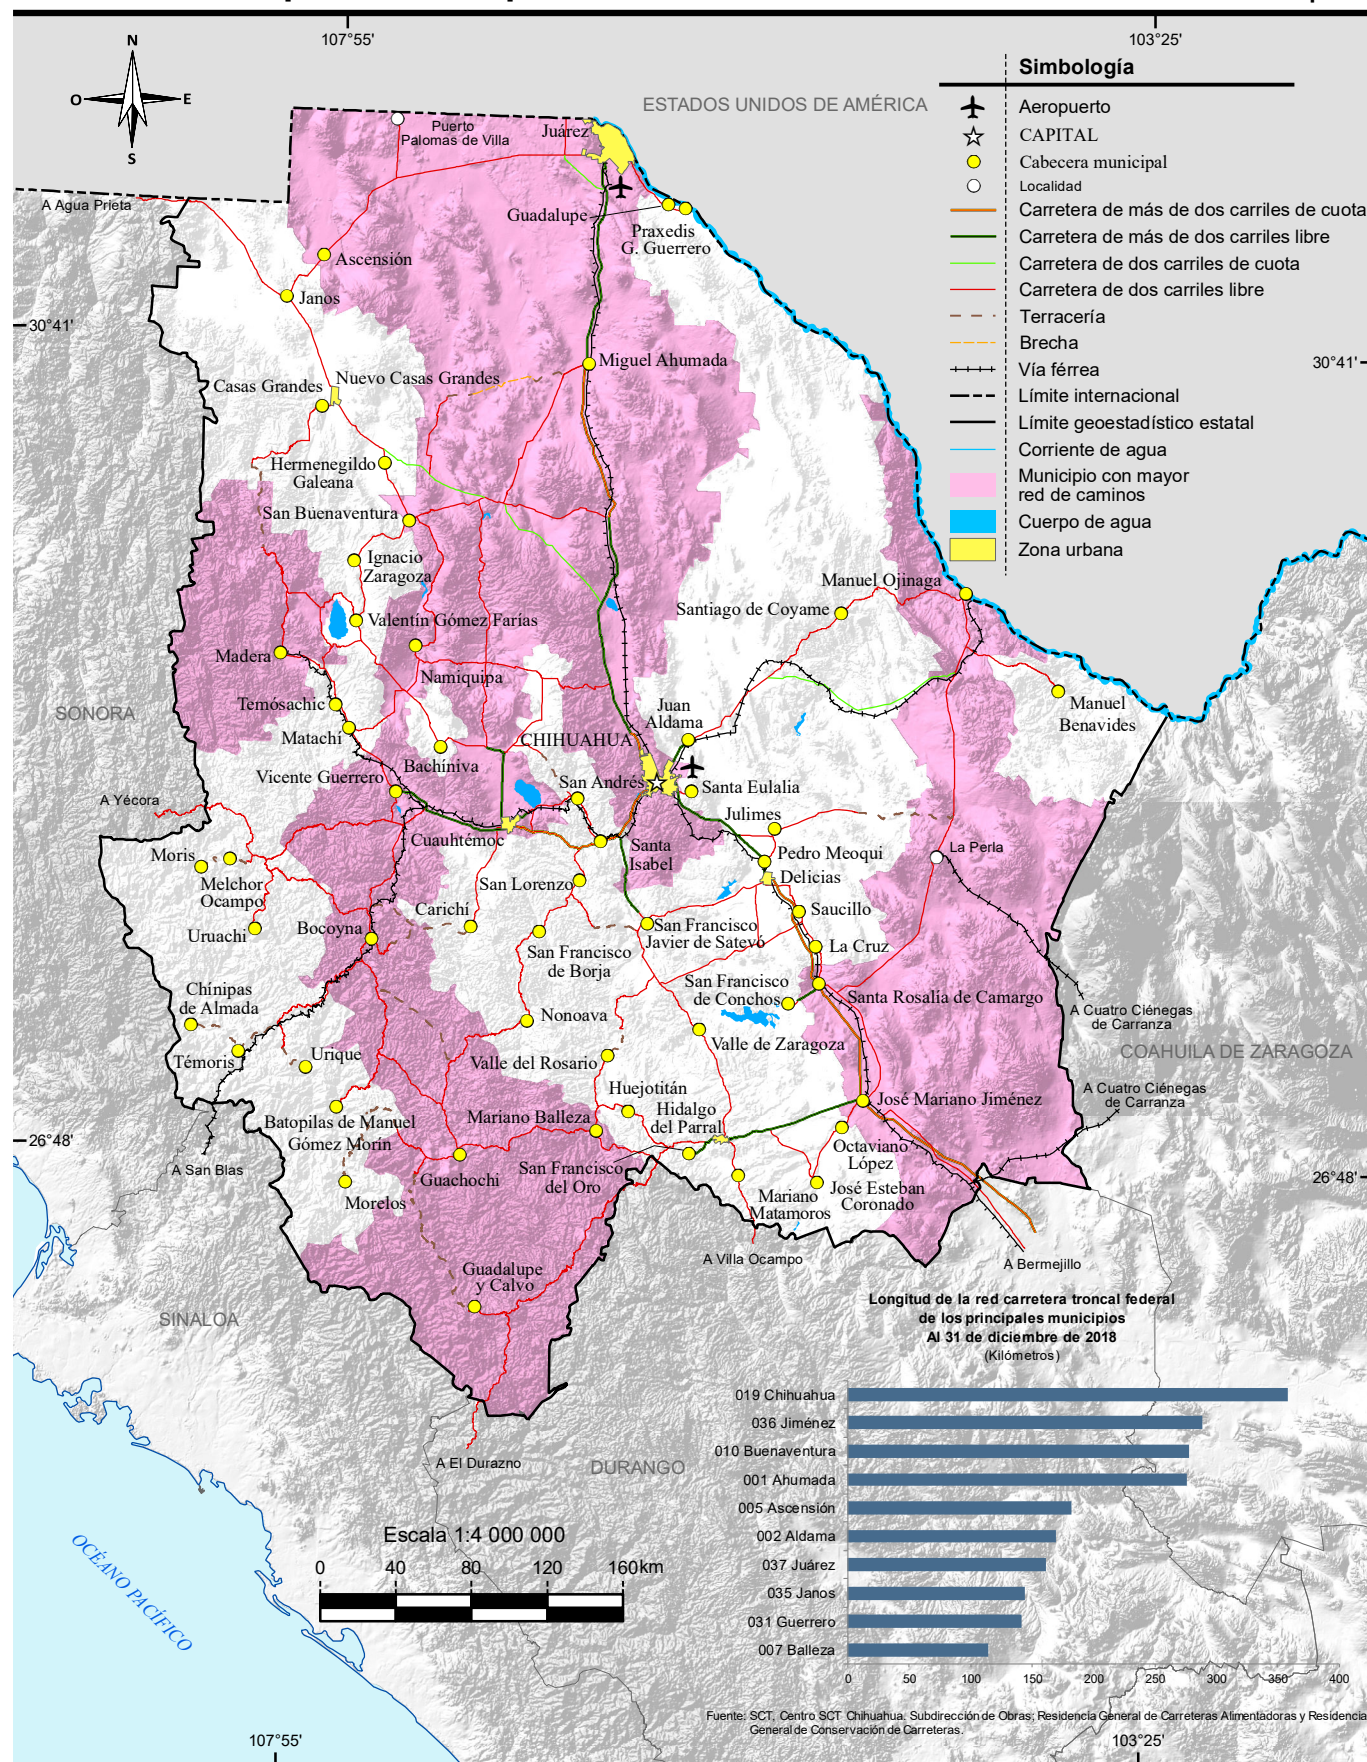 107°55'
103°25'
N
O
E
S
ESTADOS UNIDOS DE AMÉRICA
Simbología
Aeropuerto
CAPITAL
Cabecera municipal
Localidad
Carretera de más de dos carriles de cuota
Carretera de más de dos carriles libre
Carretera de dos carriles de cuota
Carretera de dos carriles libre
Terracería
Brecha
Vía férrea
Límite internacional
Límite geoestadístico estatal
Corriente de agua
Municipio con mayor
red de caminos
Cuerpo de agua
Zona urbana
Puerto
Palomas de Villa
Juárez
A Agua Prieta
Guadalupe
Praxedis
G. Guerrero
Ascensión
Janos
30°41'
30°41'
Miguel Ahumada
Casas Grandes
Nuevo Casas Grandes
Hermenegildo
Galeana
San Buenaventura
Ignacio
Zaragoza
Manuel Ojinaga
Santiago de Coyame
Valentín Gómez Farías
Madera
Namiquipa
Temósachic
SONORA
Juan
Aldama
Manuel
Benavides
Matachí
CHIHUAHUA
Bachíniva
Vicente Guerrero
San Andrés
Santa Eulalia
A Yécora
Julimes
Cuauhtémoc
Santa
Isabel
La Perla
Pedro Meoqui
Moris
Melchor
Ocampo
San Lorenzo
Delicias
Carichí
Saucillo
Uruachi
Bocoyna
San Francisco
Javier de Satevó
San Francisco
de Borja
La Cruz
Chínipas
de Almada
San Francisco
de Conchos
Santa Rosalía de Camargo
Nonoava
A Cuatro Ciénegas
de Carranza
Valle de Zaragoza
Témoris
Urique
Valle del Rosario
COAHUILA DE ZARAGOZA
Huejotitán
A Cuatro Ciénegas
de Carranza
Batopilas de Manuel
Gómez Morín
Mariano Balleza
Hidalgo
del Parral
José Mariano Jiménez
26°48'
26°48'
A San Blas
Octaviano
López
Guachochi
San Francisco
del Oro
Morelos
Mariano
Matamoros
José Esteban
Coronado
A Villa Ocampo
A Bermejillo
Guadalupe
y Calvo
SINALOA
Longitud de la red carretera troncal federal
de los principales municipios
Al 31 de diciembre de 2018
(Kilómetros)
019 Chihuahua
036 Jiménez
010 Buenaventura
001 Ahumada
005 Ascensión
002 Aldama
037 Juárez
035 Janos
031 Guerrero
007 Balleza
0 50 100 150 200 250 300 350 400
A El Durazno
DURANGO
Escala 1:4 000 000
0 40 80 120 160km
OCÉANO PACÍFICO
Fuente: SCT, Centro SCT Chihuahua. Subdirección de Obras; Residencia General de Carreteras Alimentadoras y Residencia
General de Conservación de Carreteras.
107°55'
103°25'